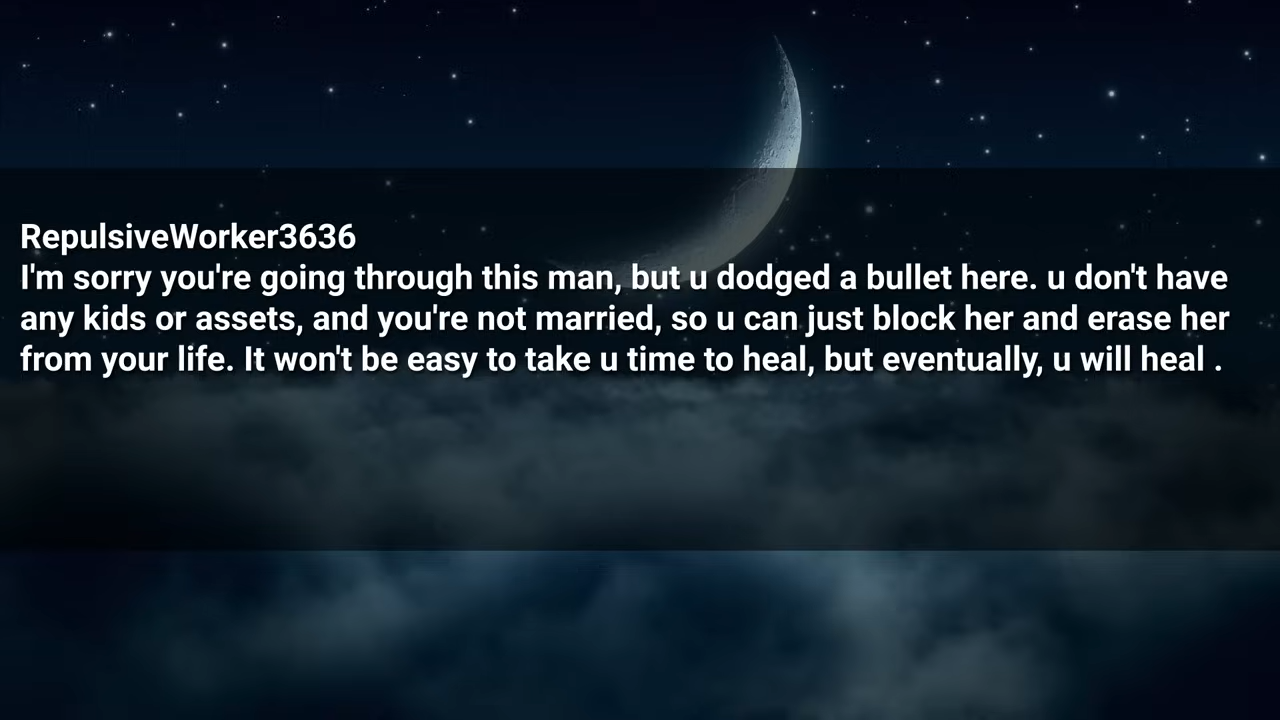 RepulsiveWorker3636
I'm sorry you're going through this man, but u dodged a bullet here. u don't have
any kids or assets, and you're not married, so u can just block her and erase her
from your life. It won't be easy to take u time to heal, but eventually, u will heal .